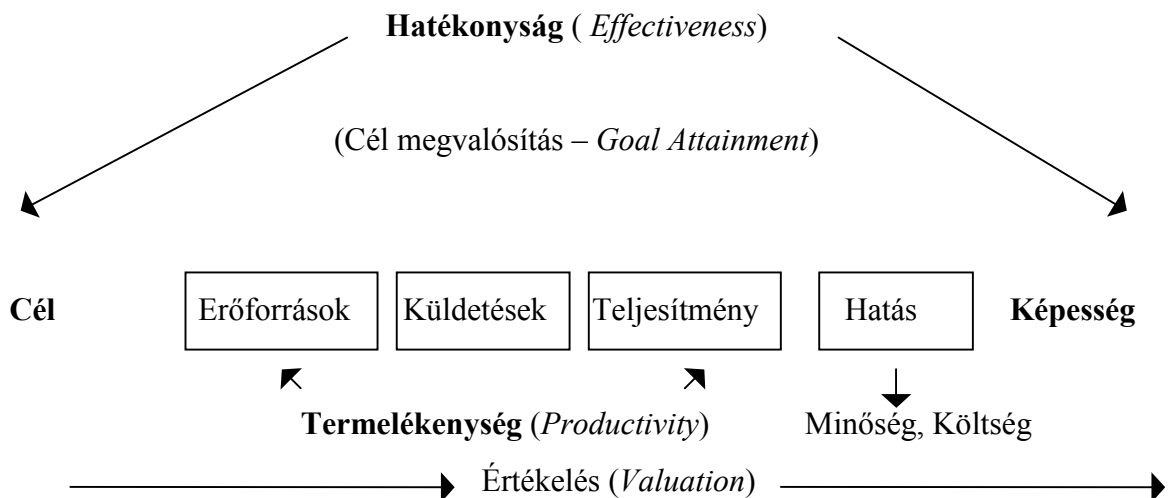 Hatékonyság ( Effectiveness)
(Cél megvalósítás – Goal Attainment)
Cél Erőforrások Küldetések Teljesítmény Hatás Képesség
Termelékenység (Productivity) Minőség, Költség
Értékelés (Valuation)